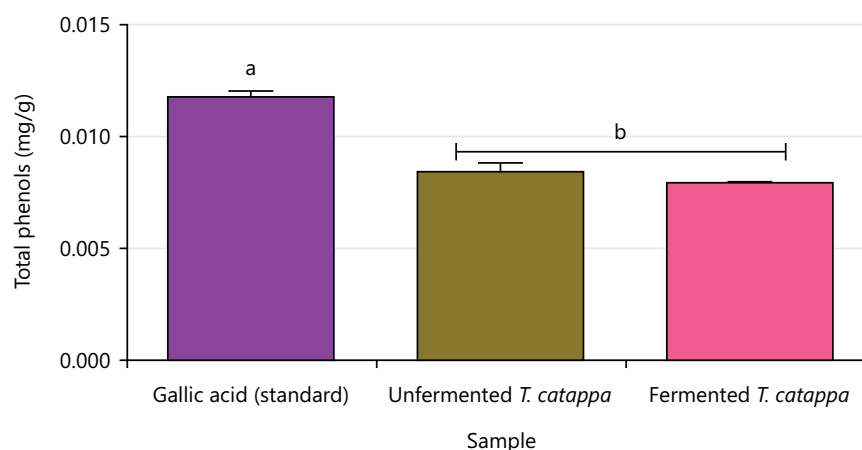 0.015
a
0.010
b
0.005
0.000
Total phenols (mg/g)
Gallic acid (standard) Unfermented T. catappa Fermented T. catappa
Sample